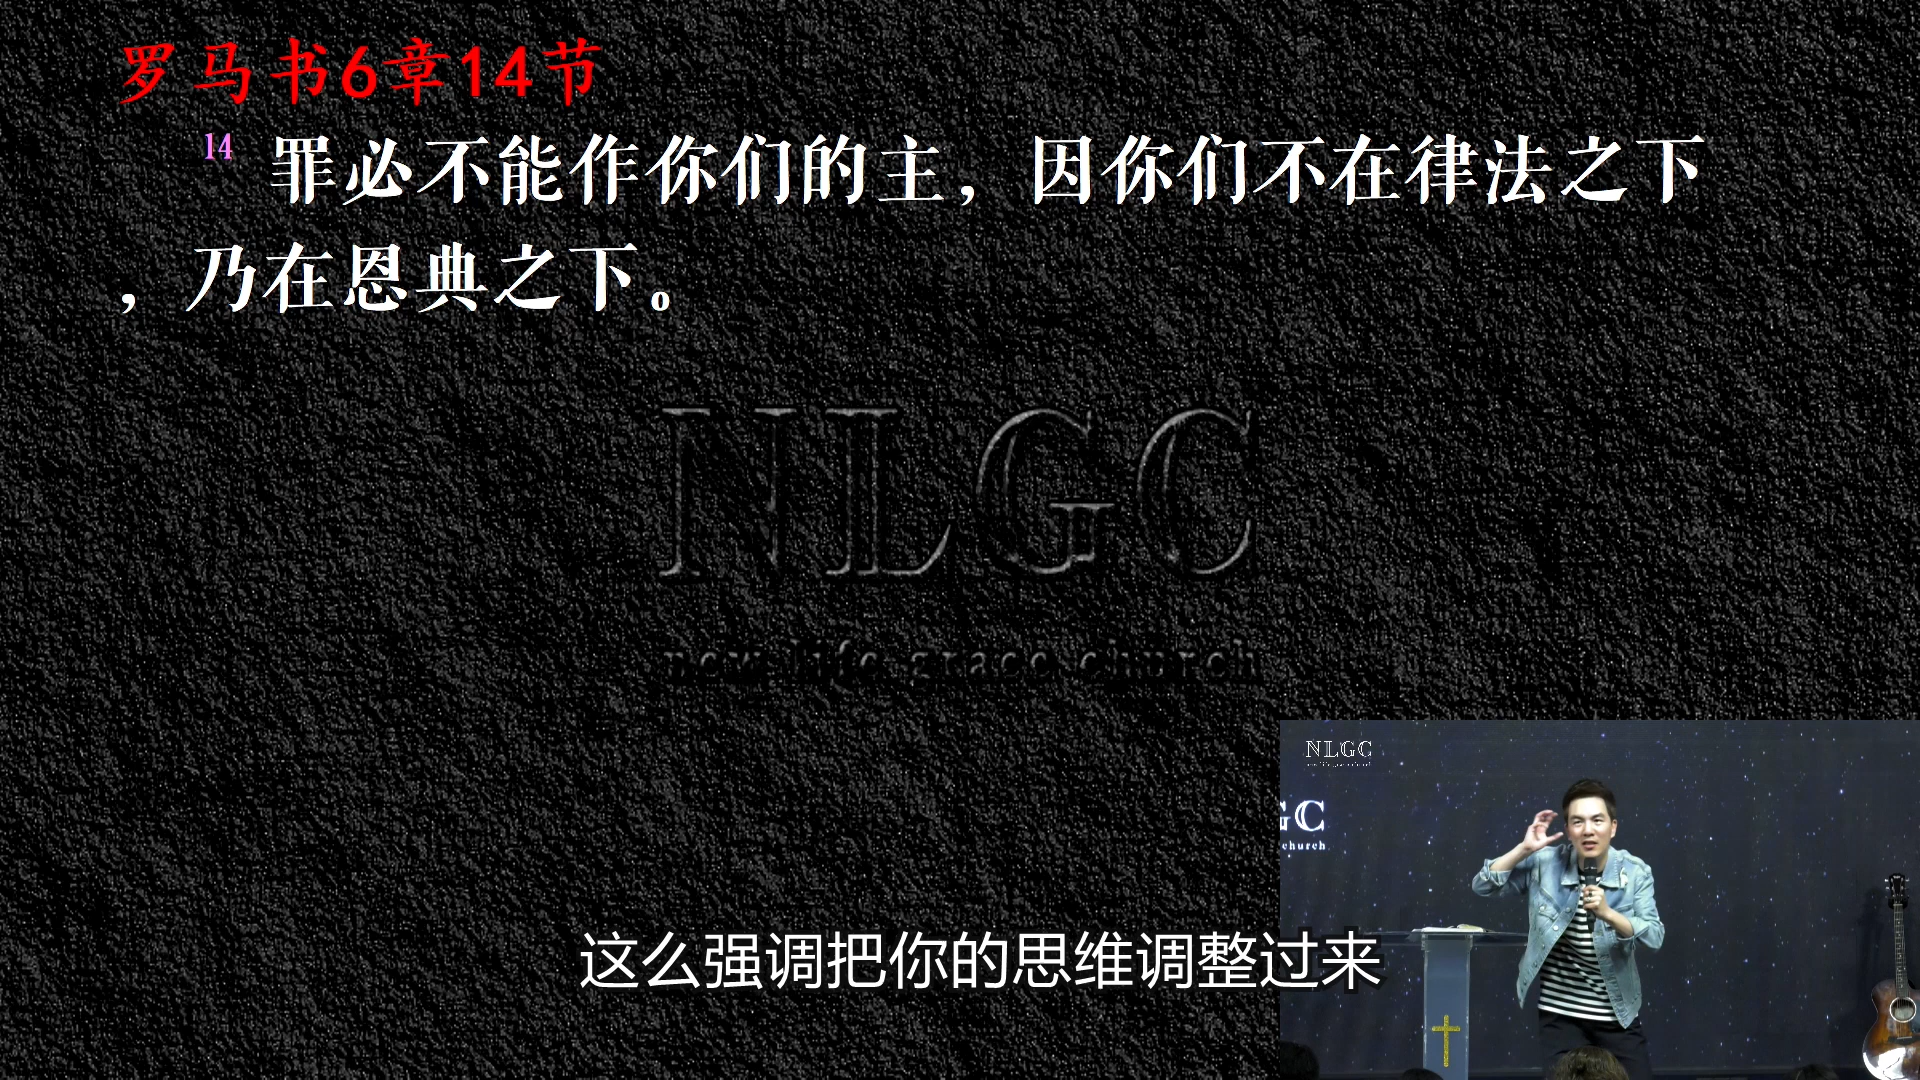 罗马书6章14节
14 罪必不能作你们的主，因你们不在律法之下
，乃在恩典之下。
NLGC
new life grace church
NLGC
GC
church
这么强调把你的思维调整过来